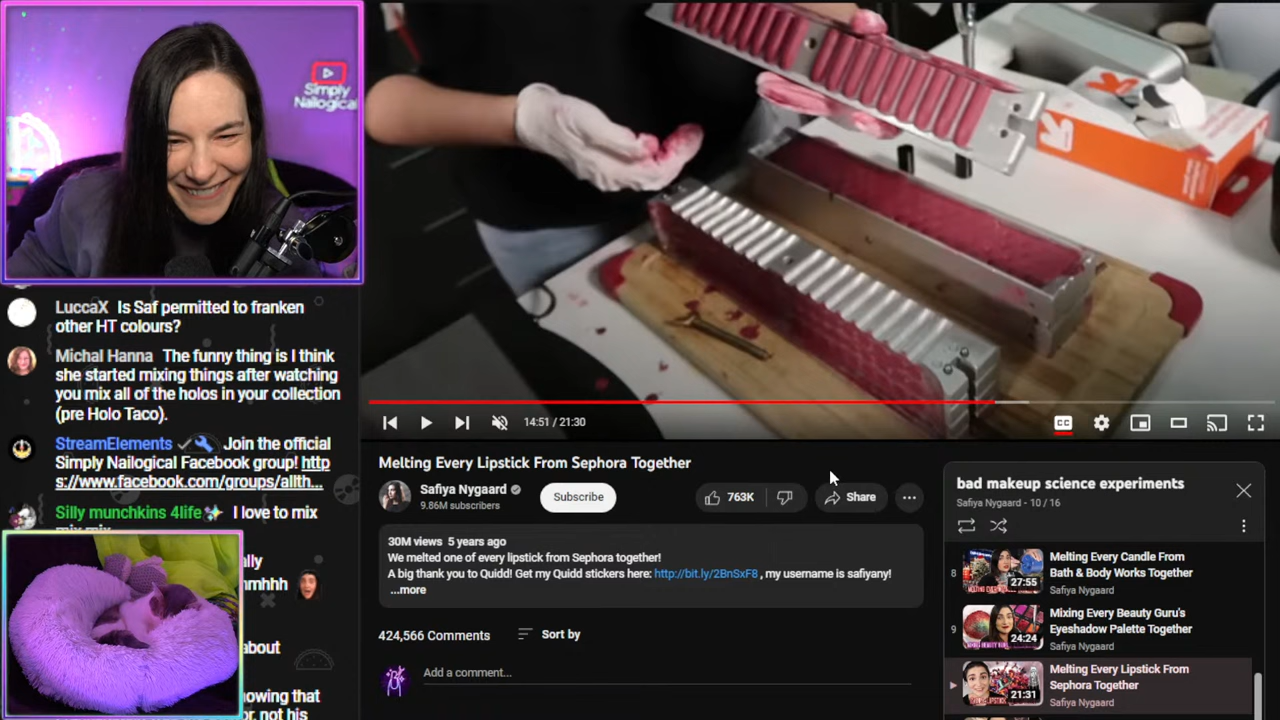 Simply
Nailogical
LuccaX Is Saf permitted to franken
other HT colours?
Michal Hanna The funny thing is I think
she started mixing things after watching
you mix all of the holos in your collection
(pre Holo Taco).
StreamElements Join the official
Simply Nailogical Facebook group! http
s://www.facebook.com/groups/allth...
Silly munchkins 4life I love to mix
mix mix
about
owing that
not his
14:51 / 21:30
CC
Melting Every Lipstick From Sephora Together
Safiya Nygaard
9.86M subscribers
Subscribe
763K
Share
30M views 5 years ago
We melted one of every lipstick from Sephora together!
A big thank you to Quidd! Get my Quidd stickers here: http://bit.ly/2BnSxF8 , my username is safiyany!
...more
424,566 Comments
Sort by
Add a comment...
bad makeup science experiments
Safiya Nygaard - 10 / 16
8
27:55
Melting Every Candle From
Bath & Body Works Together
Safiya Nygaard
9
24:24
Mixing Every Beauty Guru's
Eyeshadow Palette Together
Safiya Nygaard
21:31
Melting Every Lipstick From
Sephora Together
Safiya Nygaard